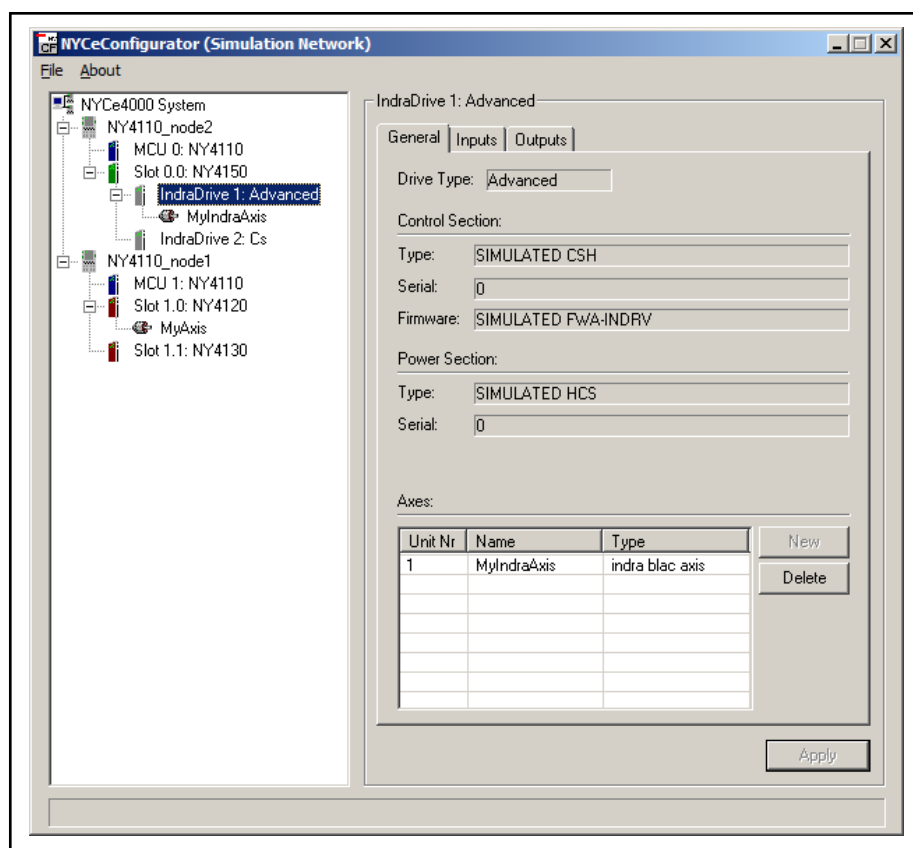 NYCeConfigurator (Simulation Network)
File About
NYCe4000 System
NY4110_node2
MCU 0: NY4110
Slot 0.0: NY4150
IndraDrive 1: Advanced
MyIndraAxis
IndraDrive 2: Cs
NY4110_node1
MCU 1: NY4110
Slot 1.0: NY4120
MyAxis
Slot 1.1: NY4130
IndraDrive 1: Advanced
General Inputs Outputs
Drive Type: Advanced
Control Section:
Type: SIMULATED CSH
Serial: 0
Firmware: SIMULATED FWA-INDRV
Power Section:
Type: SIMULATED HCS
Serial: 0
Axes:
Unit Nr Name Type
1 MyIndraAxis indra blac axis
New
Delete
Apply